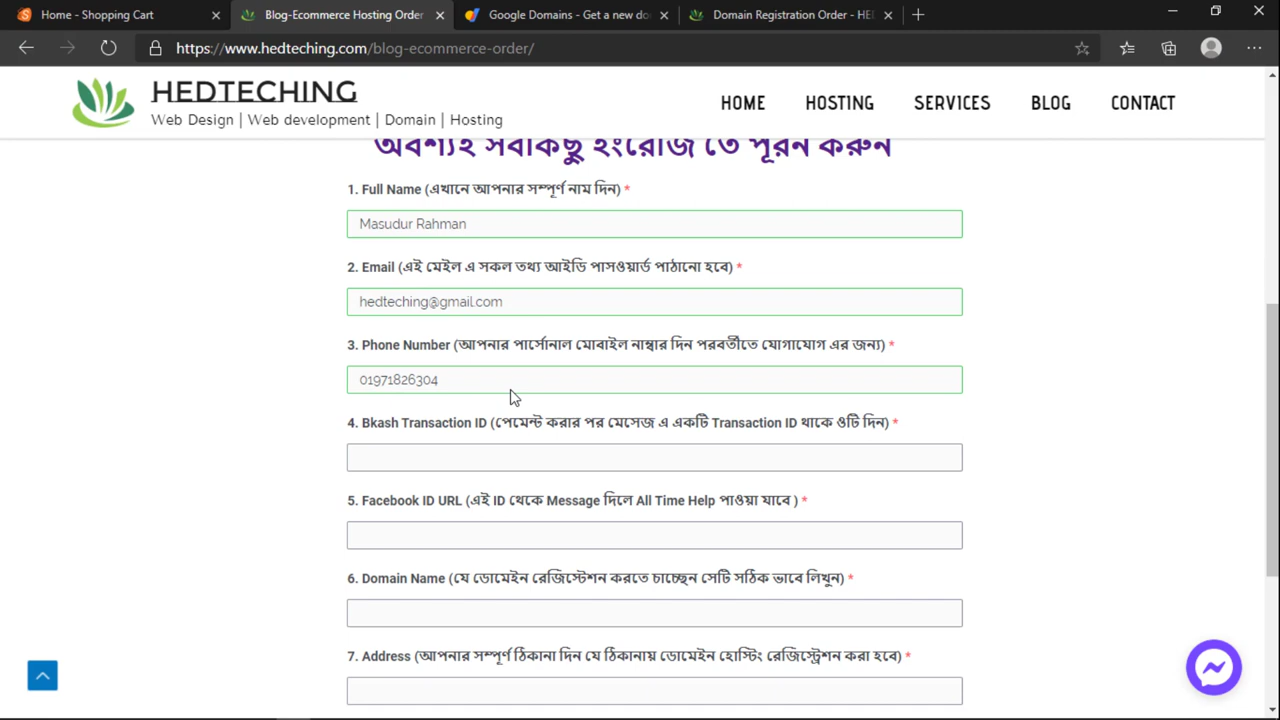 Home - Shopping Cart
Blog-Ecommerce Hosting Order
Google Domains - Get a new do
Domain Registration Order - HE
https://www.hedteching.com/blog-ecommerce-order/
HEDTECHING
Web Design | Web development | Domain | Hosting
HOME HOSTING SERVICES BLOG CONTACT
অবশ্যই সবকিছু ইংরেজি তে পূরন করুন
1. Full Name (এখানে আপনার সম্পূর্ণ নাম দিন) *
Masudur Rahman
2. Email (এই মেইল এ সকল তথ্য আইডি পাসওয়ার্ড পাঠানো হবে) *
hedteching@gmail.com
3. Phone Number (আপনার পার্সোনাল মোবাইল নাম্বার দিন পরবর্তীতে যোগাযোগ এর জন্য) *
01971826304
4. Bkash Transaction ID (পেমেন্ট করার পর মেসেজ এ একটি Transaction ID থাকে ওটি দিন) *
5. Facebook ID URL (এই ID থেকে Message দিলে All Time Help পাওয়া যাবে ) *
6. Domain Name (যে ডোমেইন রেজিস্টেশন করতে চাচ্ছেন সেটি সঠিক ভাবে লিখুন) *
7. Address (আপনার সম্পূর্ণ ঠিকানা দিন যে ঠিকানায় ডোমেইন হোস্টিং রেজিস্ট্রেশন করা হবে) *